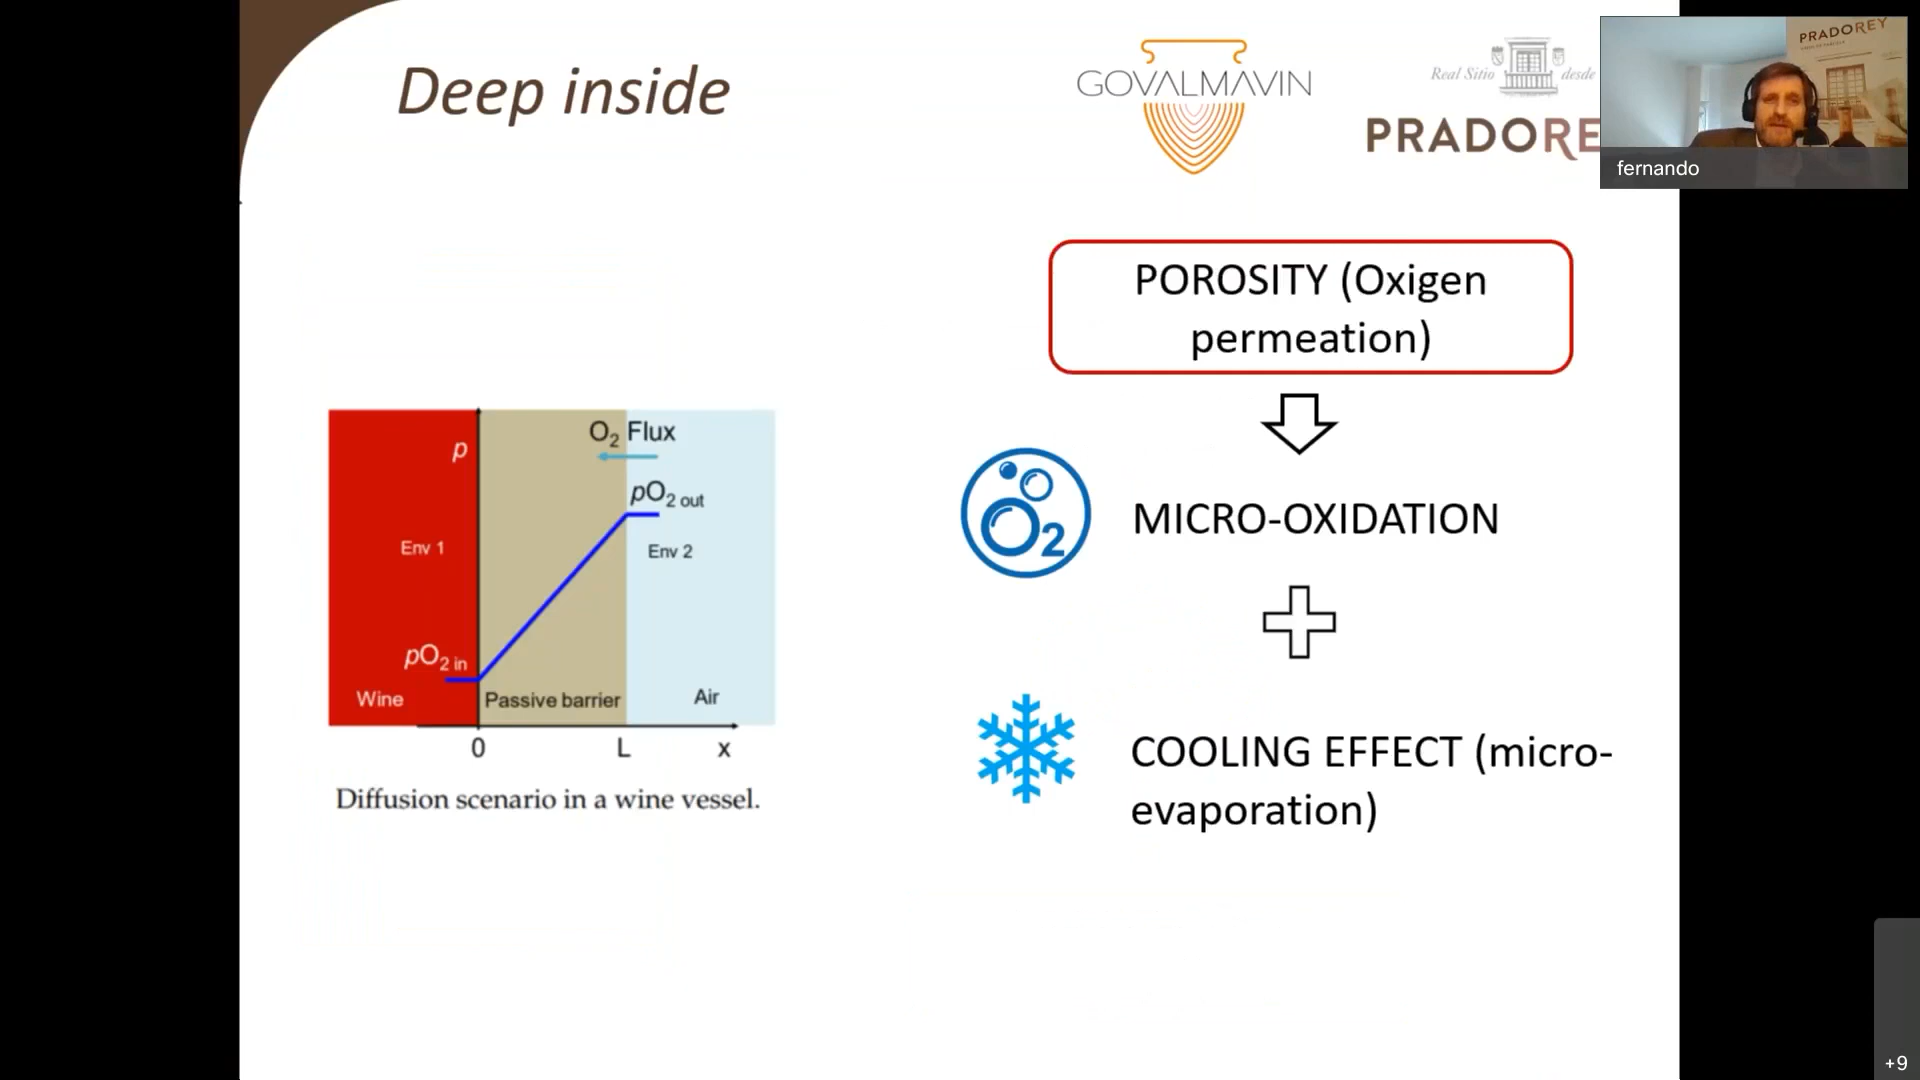 Deep inside
GOVALMAVIN
Real Sitio desde
PRADORE
PRADOREY
fernando
POROSITY (Oxigen
permeation)
O2 Flux
p
pO2 out
Env 1
Env 2
pO2 in
Wine
Passive barrier
Air
0
L
x
Diffusion scenario in a wine vessel.
O2
MICRO-OXIDATION
COOLING EFFECT (micro-
evaporation)
+9